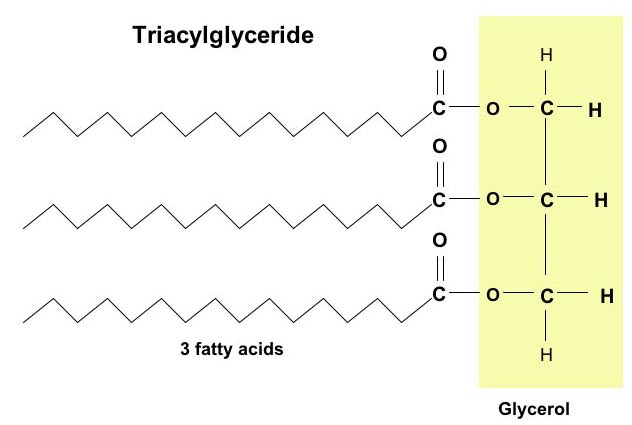 Triacylglyceride
O H
C O C H
O
C O C H
O
C O C H
3 fatty acids H
Glycerol